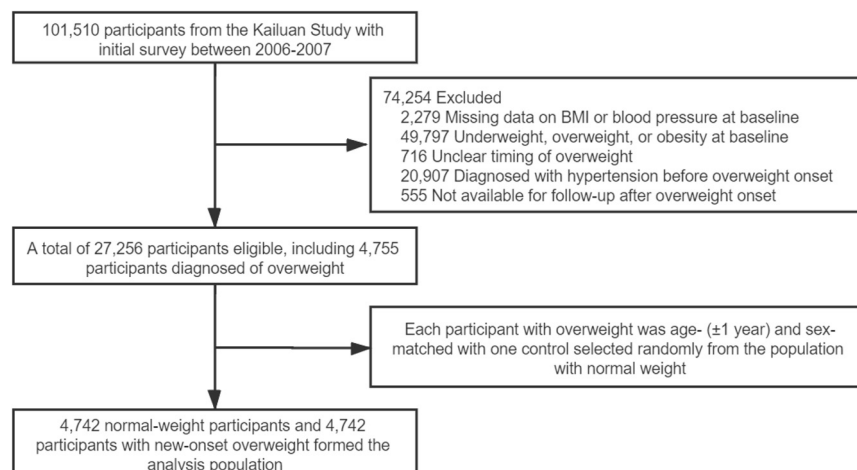 101,510 participants from the Kailuan Study with
initial survey between 2006-2007
74,254 Excluded
2,279 Missing data on BMI or blood pressure at baseline
49,797 Underweight, overweight, or obesity at baseline
716 Unclear timing of overweight
20,907 Diagnosed with hypertension before overweight onset
555 Not available for follow-up after overweight onset
A total of 27,256 participants eligible, including 4,755
participants diagnosed of overweight
Each participant with overweight was age- (±1 year) and sex-
matched with one control selected randomly from the population
with normal weight
4,742 normal-weight participants and 4,742
participants with new-onset overweight formed the
analysis population